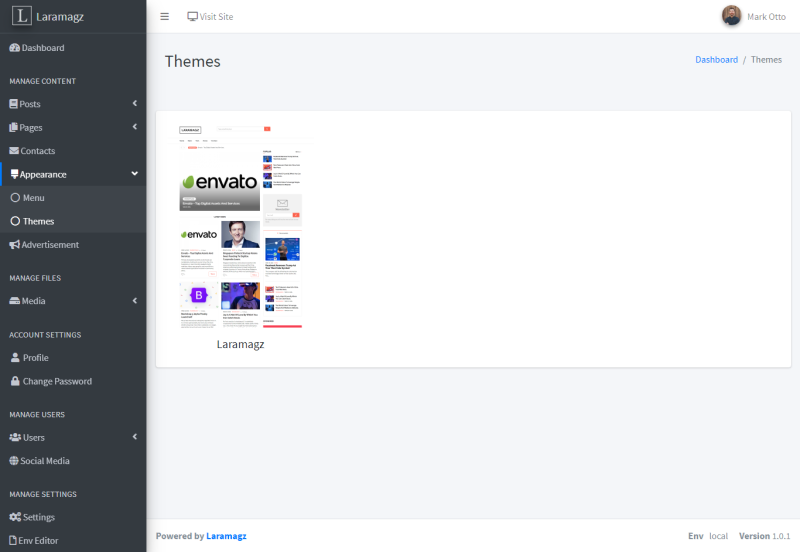 L Laramagz
Visit Site
Mark Otto
Dashboard
MANAGE CONTENT
Posts
Pages
Contacts
Appearance
Menu
Themes
Advertisement
MANAGE FILES
Media
ACCOUNT SETTINGS
Profile
Change Password
MANAGE USERS
Users
Social Media
MANAGE SETTINGS
Settings
Env Editor
Themes
Dashboard / Themes
LARAMAGZ
envato
envato
B
Laramagz
Powered by Laramagz
Env local Version 1.0.1